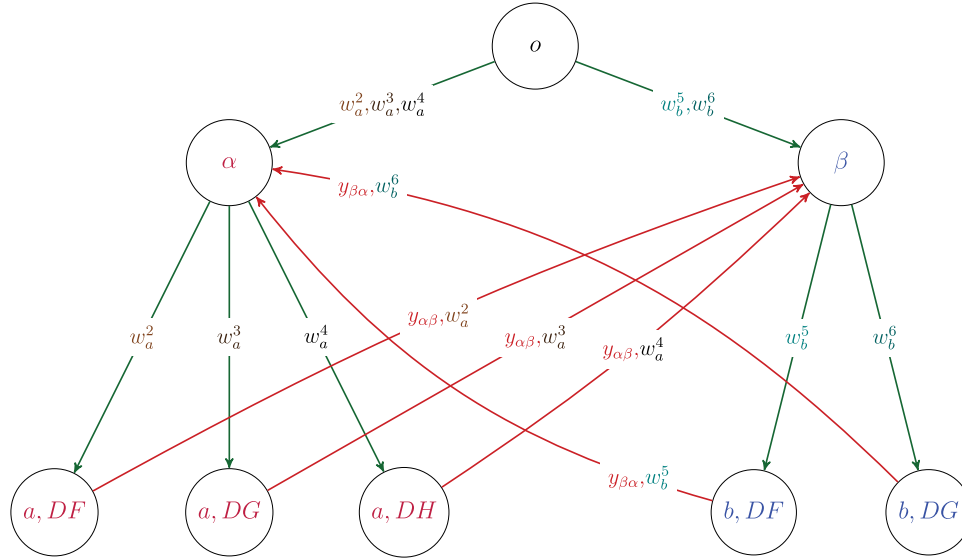 o
w_a^2,w_a^3,w_a^4
w_b^5,w_b^6
α
y_{βα},w_b^6
β
y_{αβ},w_a^2
w_a^2
w_a^3
w_a^4
y_{αβ},w_a^3
y_{αβ},w_a^4
w_b^5
w_b^6
y_{βα},w_b^5
a, DF
a, DG
a, DH
b, DF
b, DG